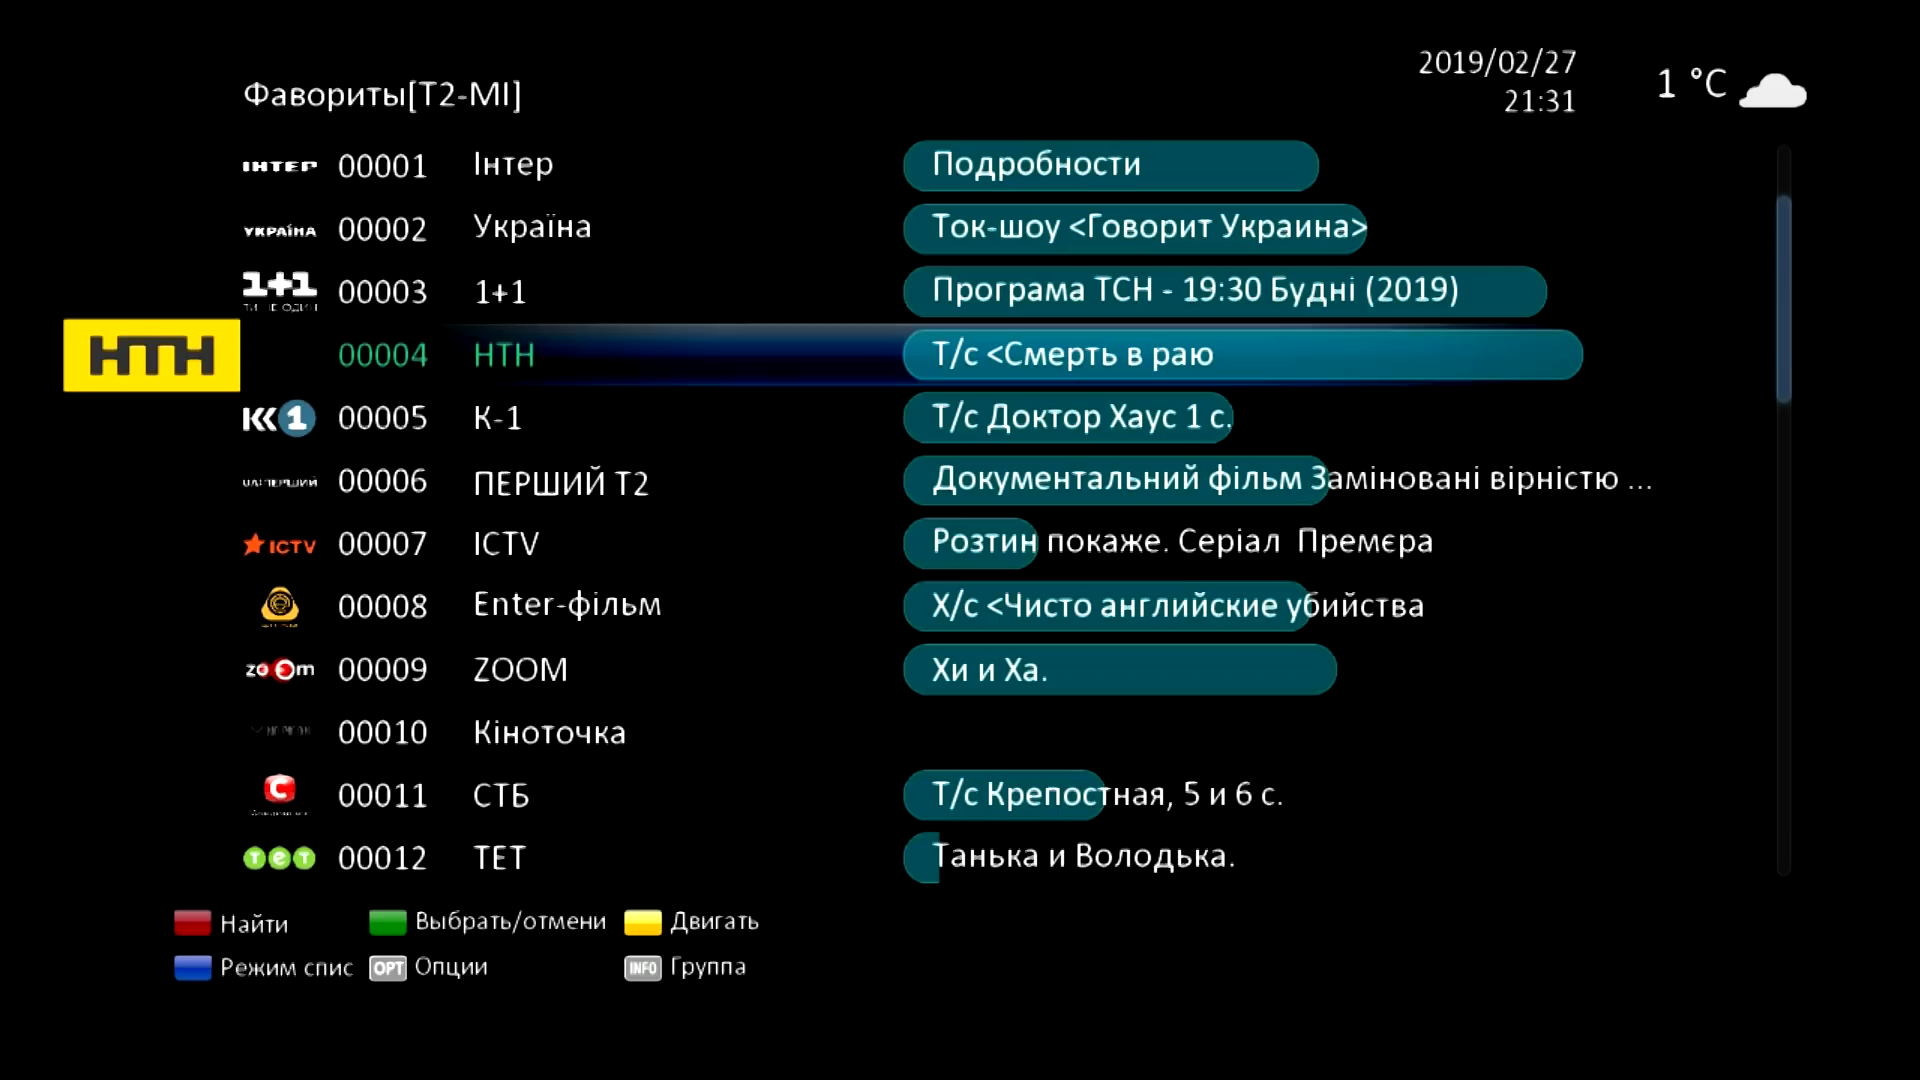 Фавориты[T2-MI]
2019/02/27
21:31
1 °C
ІНТЕР 00001 Інтер Подробности
УКРАЇНА 00002 Україна Ток-шоу <Говорит Украина>
1+1 00003 1+1 Програма ТСН - 19:30 Будні (2019)
НТН 00004 НТН Т/с <Смерть в раю
К1 00005 К-1 Т/с Доктор Хаус 1 с.
UA:ПЕРШИЙ 00006 ПЕРШИЙ Т2 Документальний фільм Заміновані вірністю ...
ICTV 00007 ICTV Розтин покаже. Серіал Премєра
00008 Enter-фільм Х/с <Чисто английские убийства
zoom 00009 ZOOM Хи и Ха.
00010 Кіноточка
С 00011 СТБ Т/с Крепостная, 5 и 6 с.
тет 00012 ТЕТ Танька и Володька.
Найти Выбрать/отмени Двигать
Режим спис OPT Опции INFO Группа